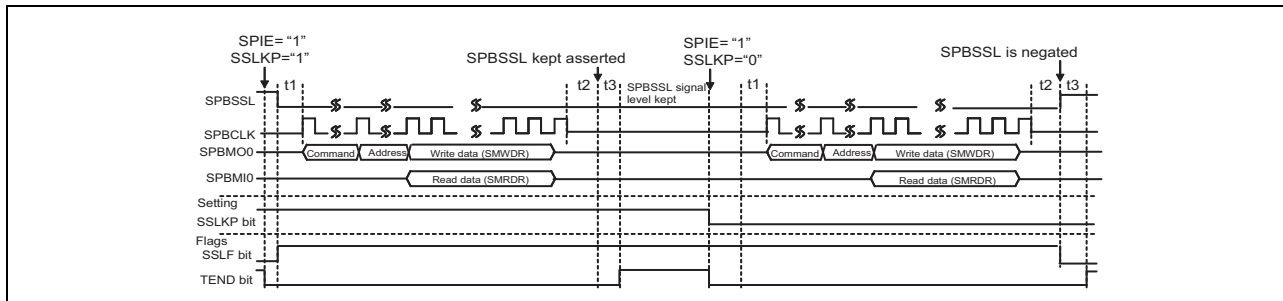 SPIE= “1”
SSLKP=“1”
SPBSSL kept asserted
SPIE= “1”
SSLKP=“0”
SPBSSL is negated
t1
t2
t3
SPBSSL signal
level kept
t1
t2
t3
SPBSSL
SPBCLK
SPBMO0
Command
Address
Write data (SMWDR)
Command
Address
Write data (SMWDR)
SPBMI0
Read data (SMRDR)
Read data (SMRDR)
Setting
SSLKP bit
Flags
SSLF bit
TEND bit